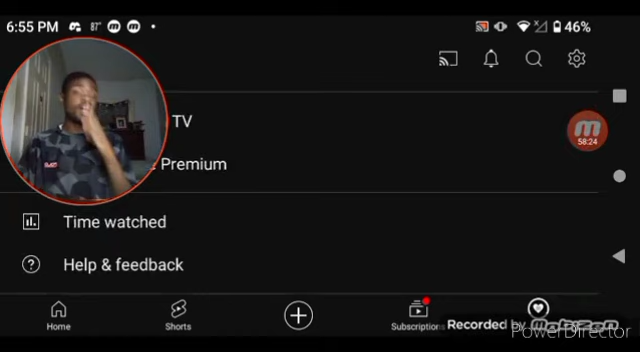 6:55 PM 87° 46%
TV
Premium
58:24
Time watched
Help & feedback
Home
Shorts
Subscriptions
Recorded by Mobizen
PowerDirector